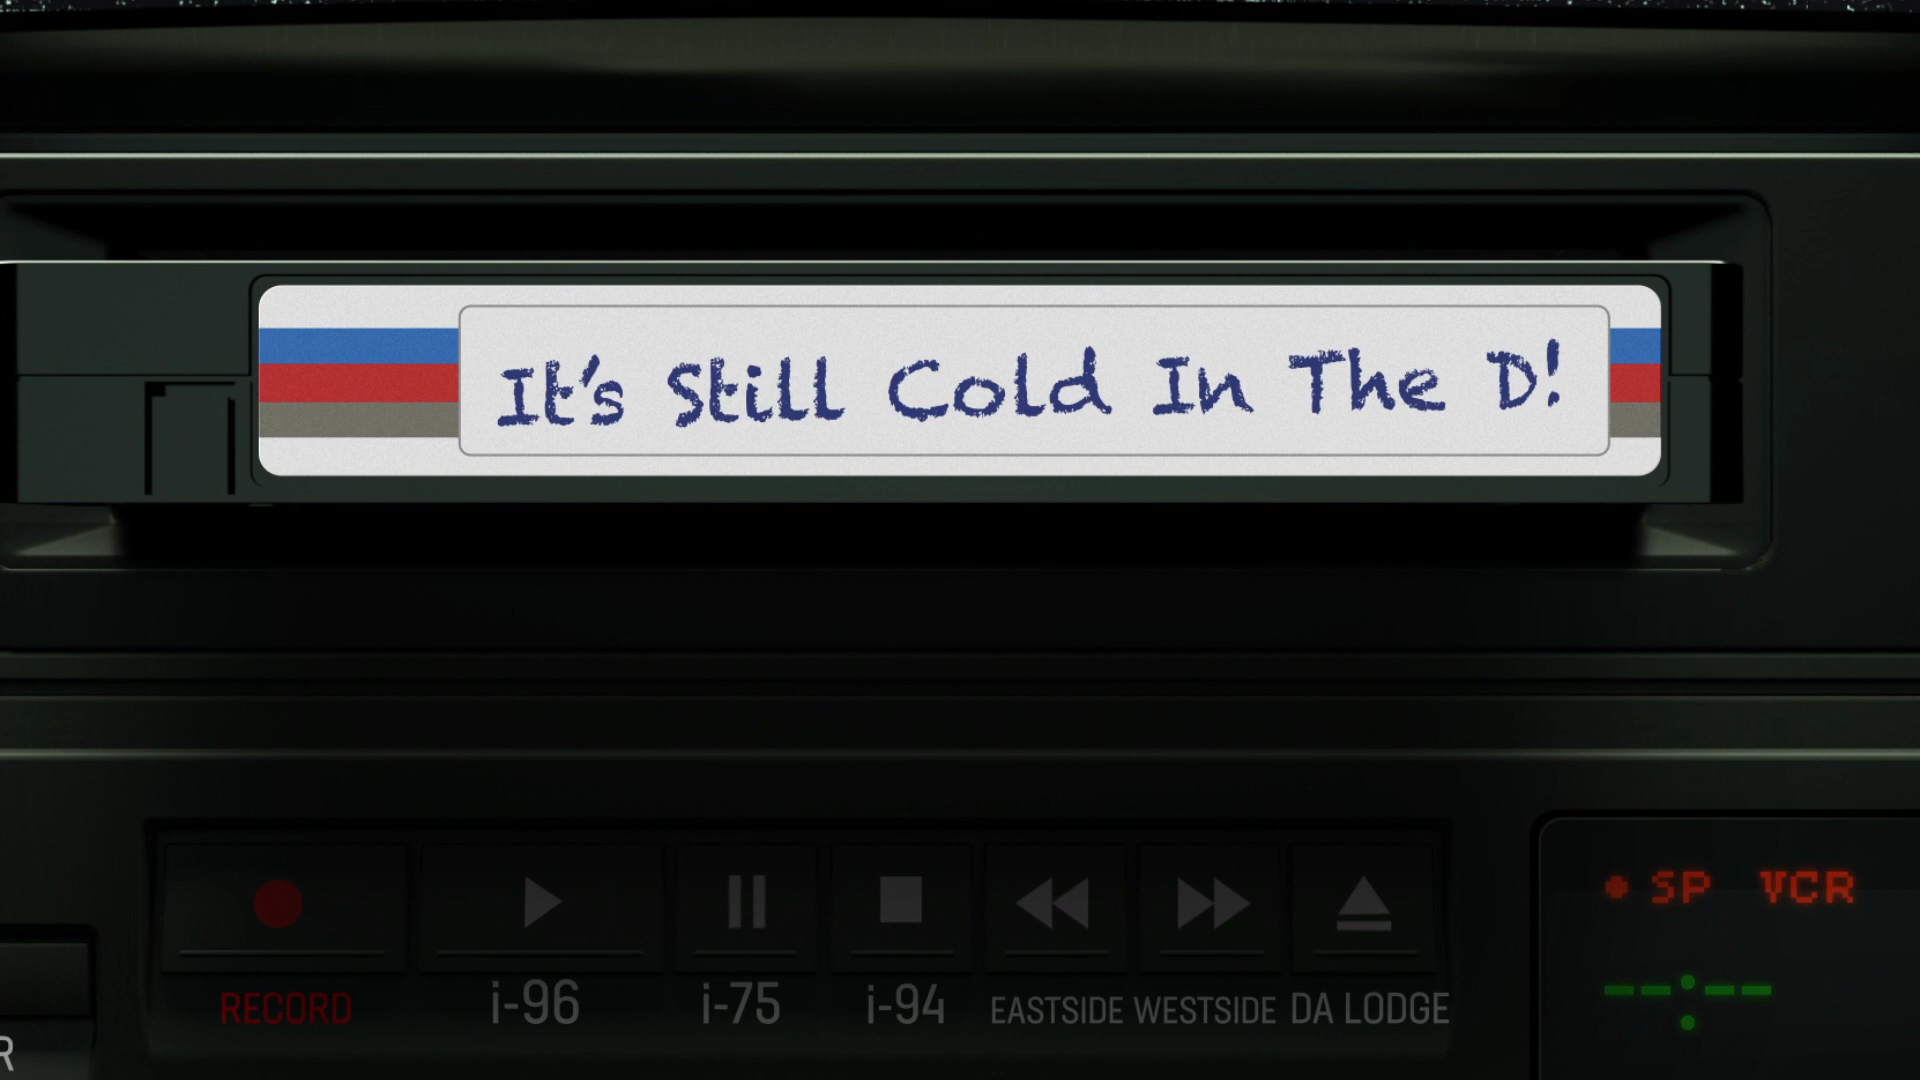 It's Still Cold In The D!
SP VCR
--:--
RECORD i-96 i-75 i-94 EASTSIDE WESTSIDE DA LODGE
R